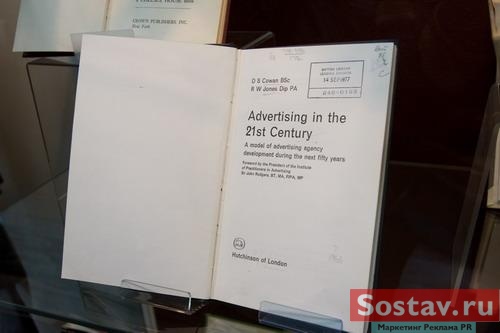 CROWN PUBLISHERS, INC.
New York
D S Cowan BSc
R W Jones Dip PA
14 SEP 77
Advertising in the
21st Century
A model of advertising agency
development during the next fifty years
Foreword by the President of the Institute
of Practitioners in Advertising
Sir John Rodgers, BT, MA, FIPA, MP
Hutchinson of London
Sostav.ru
Маркетинг Реклама PR